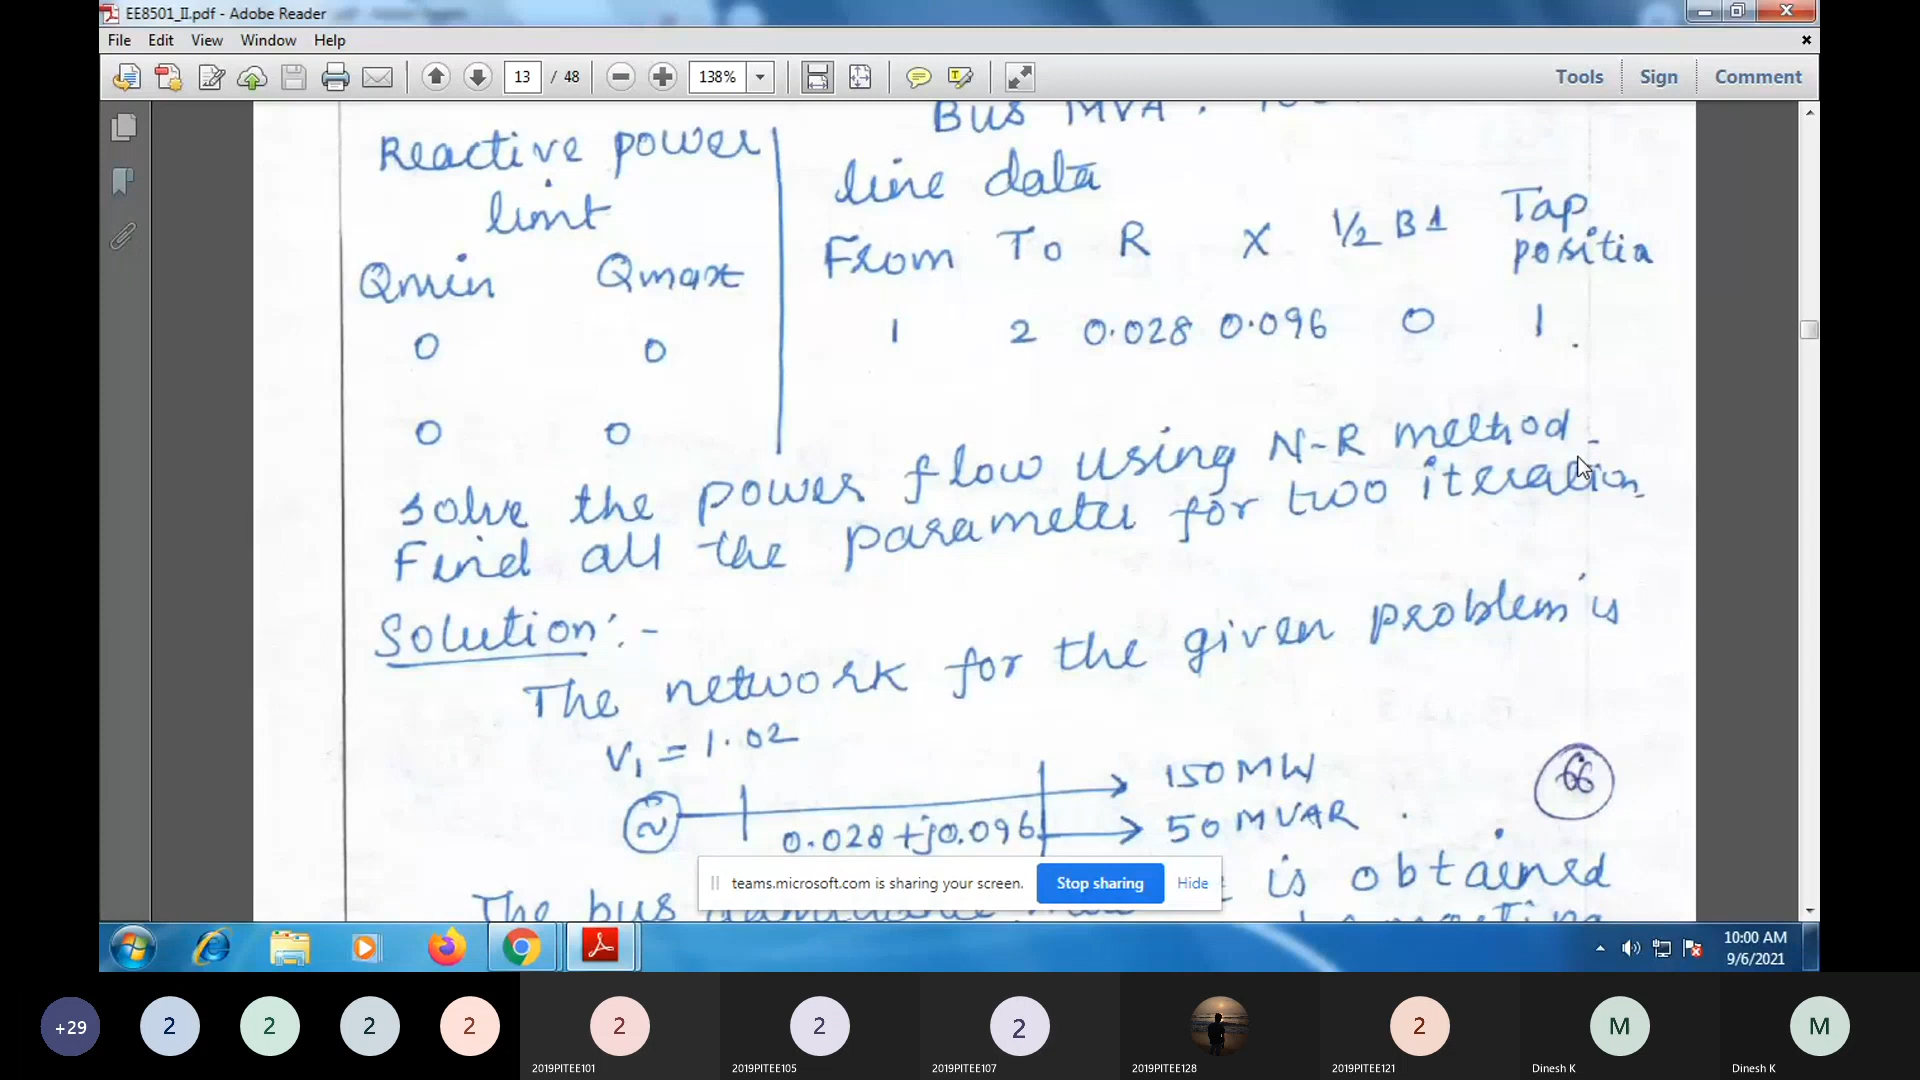 EE8501_II.pdf - Adobe Reader
File Edit View Window Help
13 / 48 138% Tools Sign Comment
Bus MVA :
Reactive power
limit
line data
From To R X 1/2 B1 Tap
positio
Qmin Qmax
0 0
1 2 0.028 0.096 0 1
0 0
solve the power flow using N-R method.
Find all the parameter for two iteration.
Solution:-
The network for the given problem is
V1 = 1.02
150 MW
0.028+j0.096
50 MVAR
66
teams.microsoft.com is sharing your screen. Stop sharing Hide
The bus
is obtained
10:00 AM
9/6/2021
+29 2 2 2 2 2 2 2 2 M M
2019PITEE101 2019PITEE105 2019PITEE107 2019PITEE128 2019PITEE121 Dinesh K Dinesh K